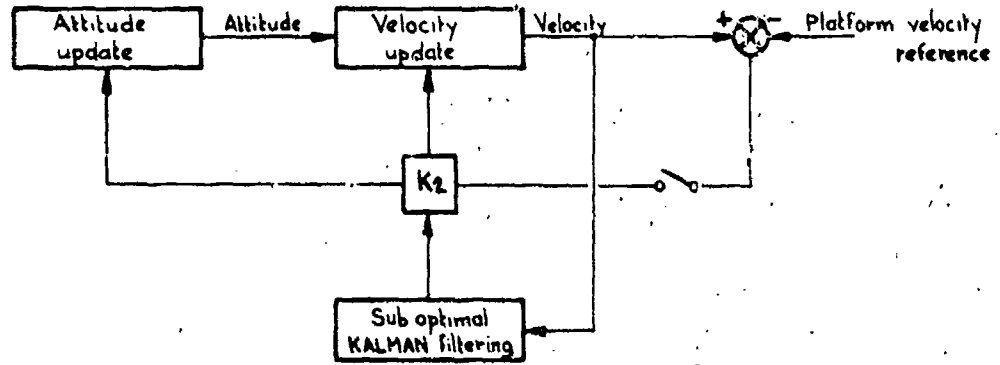 Attitude
update
Attitude
Velocity
update
Velocity
+
-
Platform velocity
reference
K2
Sub optimal
KALMAN filtering